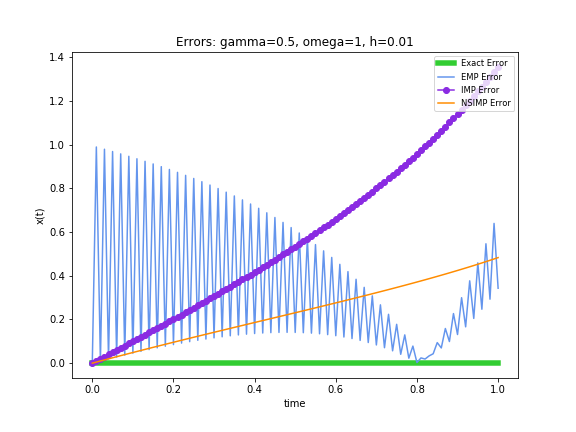 Errors: gamma=0.5, omega=1, h=0.01
x(t)
1.4
1.2
1.0
0.8
0.6
0.4
0.2
0.0
Exact Error
EMP Error
IMP Error
NSIMP Error
0.0 0.2 0.4 0.6 0.8 1.0
time